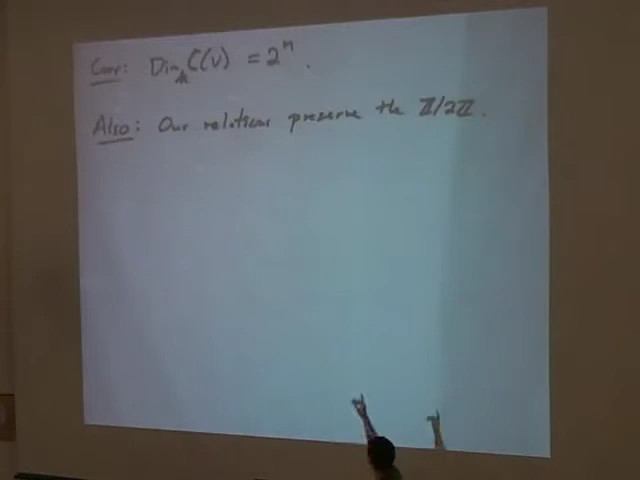 Cor: Dim_k C(V) = 2^n.
Also: Our relations preserve the ℤ/2ℤ.